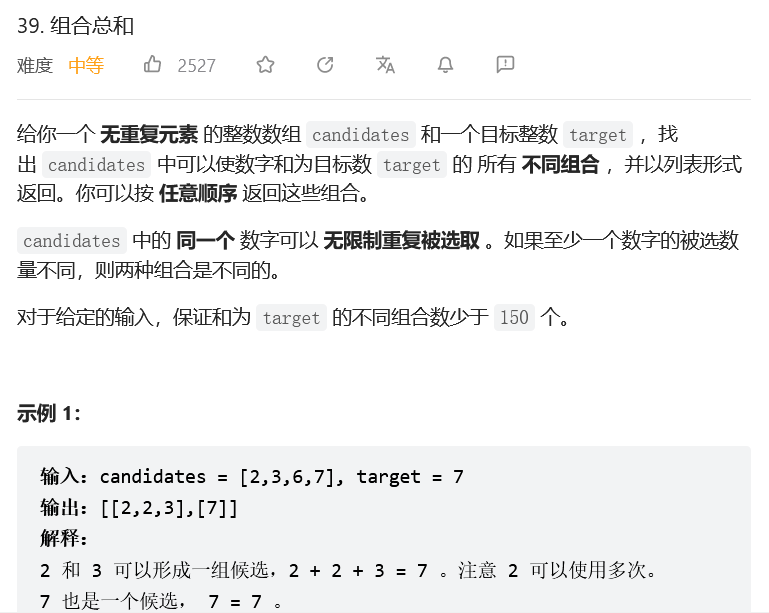 39. 组合总和
难度 中等 2527
给你一个 无重复元素 的整数数组 candidates 和一个目标整数 target ，找
出 candidates 中可以使数字和为目标数 target 的 所有 不同组合 ，并以列表形式
返回。你可以按 任意顺序 返回这些组合。
candidates 中的 同一个 数字可以 无限制重复被选取 。如果至少一个数字的被选数
量不同，则两种组合是不同的。
对于给定的输入，保证和为 target 的不同组合数少于 150 个。
示例 1：
输入：candidates = [2,3,6,7], target = 7
输出：[[2,2,3],[7]]
解释：
2 和 3 可以形成一组候选，2 + 2 + 3 = 7 。注意 2 可以使用多次。
7 也是一个候选， 7 = 7 。